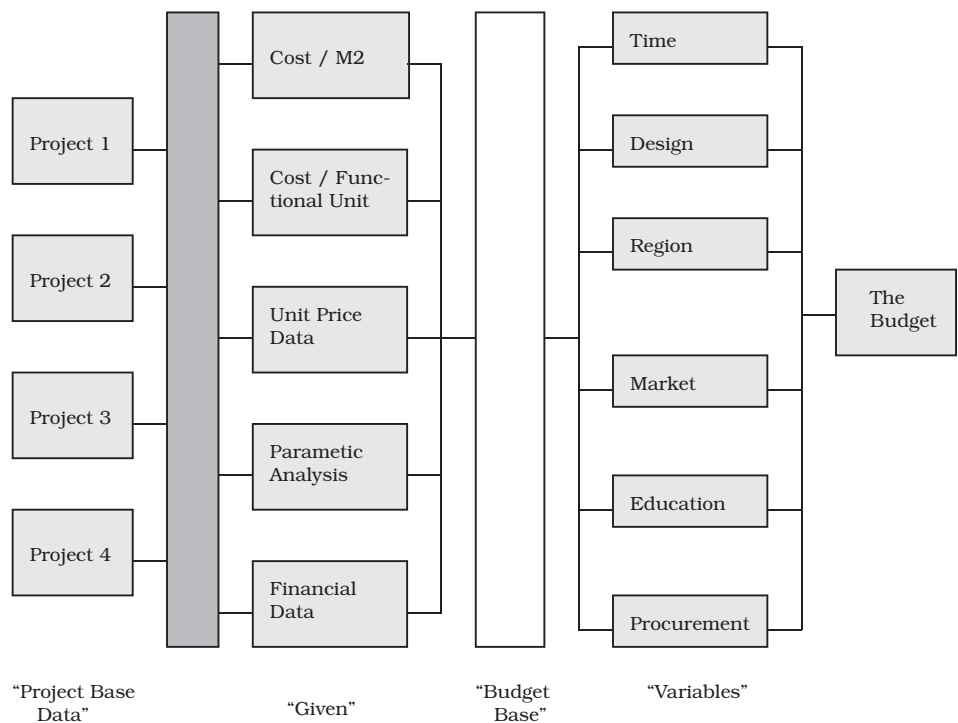 Project 1
Project 2
Project 3
Project 4
“Project Base
Data”
Cost / M2
Cost / Func-
tional Unit
Unit Price
Data
Parametic
Analysis
Financial
Data
“Given”
“Budget
Base”
Time
Design
Region
Market
Education
Procurement
“Variables”
The
Budget